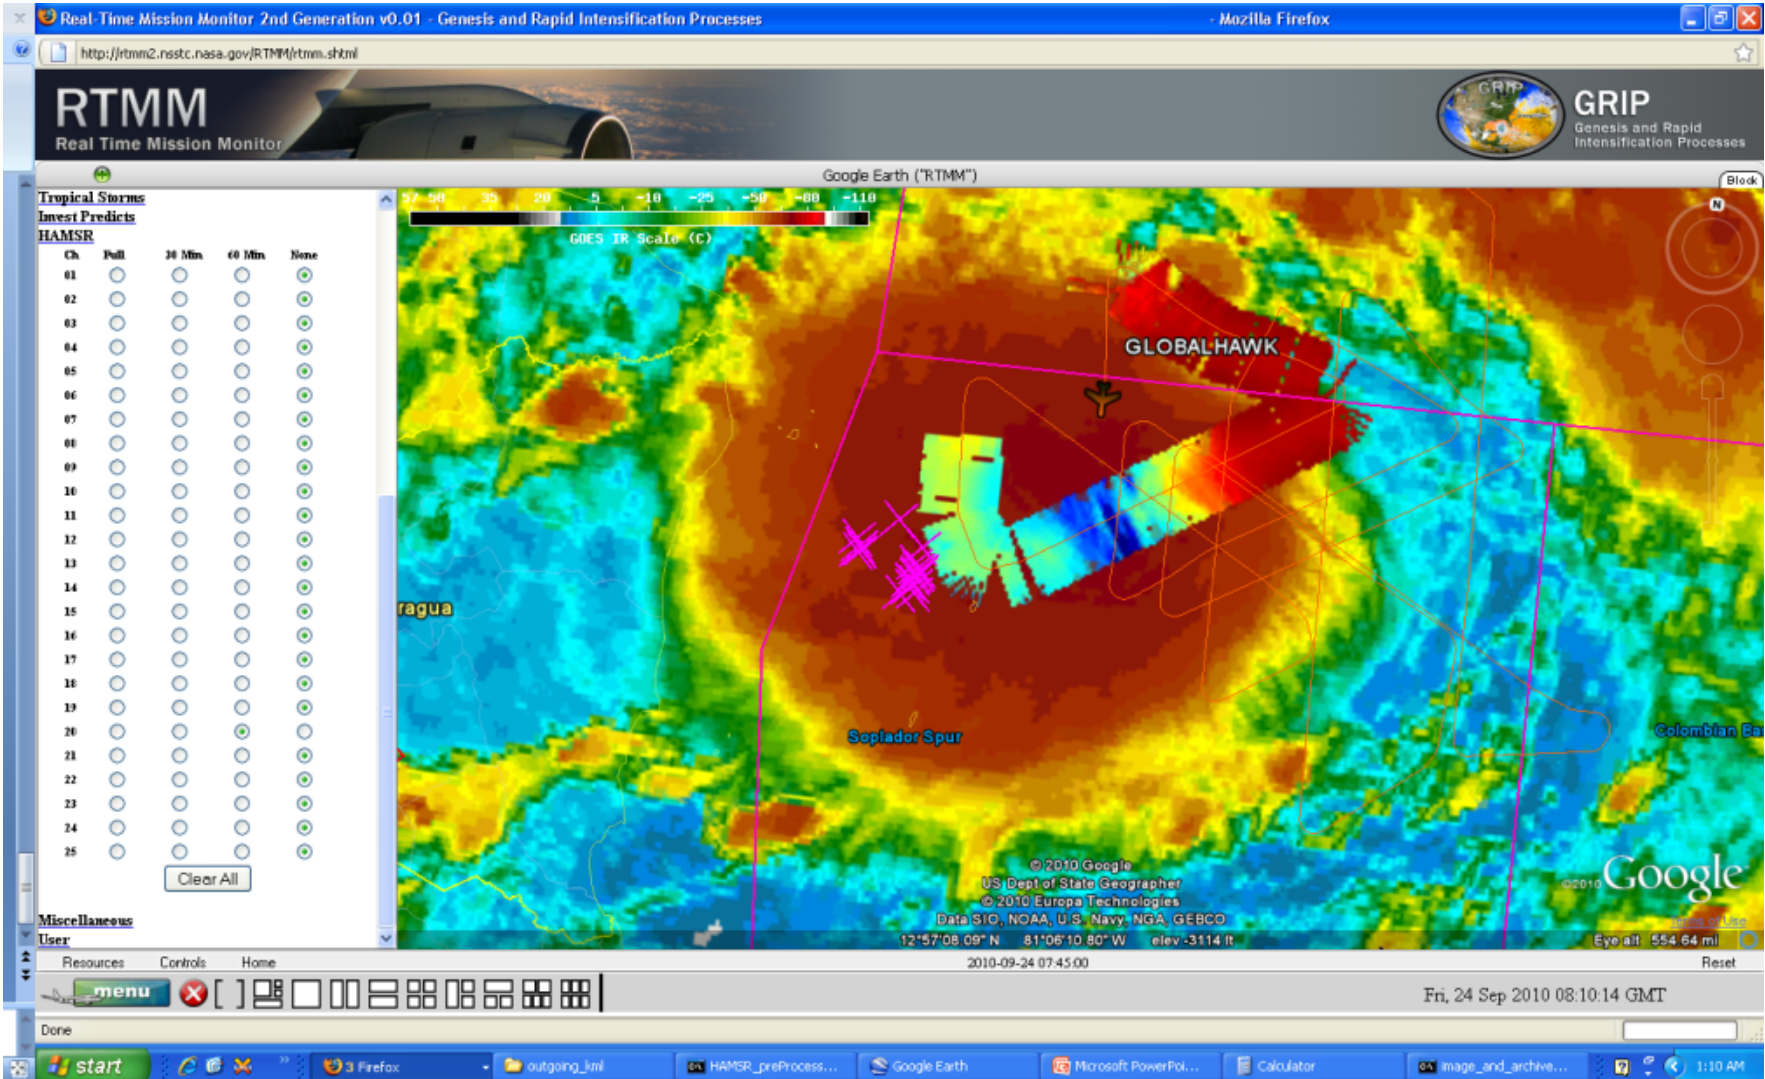 Real-Time Mission Monitor 2nd Generation v0.01 - Genesis and Rapid Intensification Processes - Mozilla Firefox
http://rtmm2.nsstc.nasa.gov/RTMM/rtmm.shtml
RTMM
Real Time Mission Monitor
GRIP
GRIP
Genesis and Rapid
Intensification Processes
Google Earth ("RTMM")
Block
Tropical Storms
Invest Predicts
HAMSR
Ch Full 30 Min 60 Min None
01
02
03
04
05
06
07
08
09
10
11
12
13
14
15
16
17
18
19
20
21
22
23
24
25
Clear All
Miscellaneous
User
57 50 35 20 5 -10 -25 -50 -80 -110
GOES IR Scale (C)
N
GLOBALHAWK
ragua
Soplador Spur
Colombian Ba
© 2010 Google
US Dept of State Geographer
© 2010 Europa Technologies
Data SIO, NOAA, U.S. Navy, NGA, GEBCO
©2010 Google
Terms of Use
12°57'08.09" N 81°06'10.80" W elev -3114 ft
Eye alt 554.64 mi
Resources Controls Home
2010-09-24 07:45:00
Reset
menu
Fri, 24 Sep 2010 08:10:14 GMT
Done
start
3 Firefox
outgoing_kml
HAMSR_preProcess...
Google Earth
Microsoft PowerPoi...
Calculator
image_and_archive...
1:10 AM